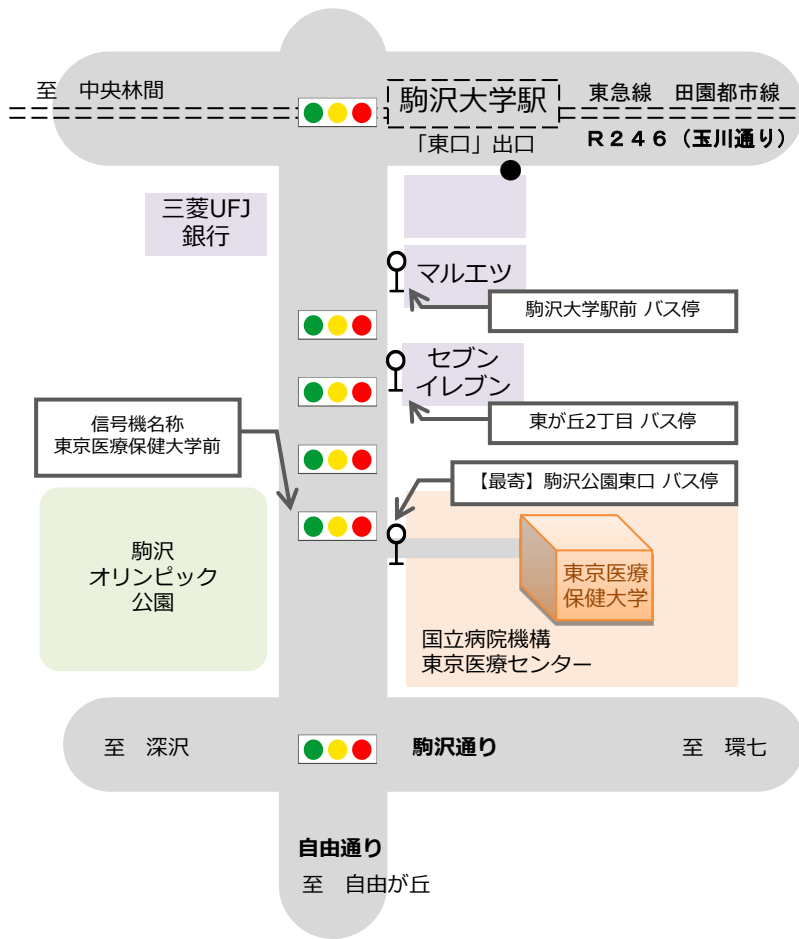 至　中央林間
駒沢大学駅
東急線　田園都市線
「東口」出口
Ｒ２４６（玉川通り）
三菱UFJ
銀行
マルエツ
駒沢大学駅前 バス停
セブン
イレブン
東が丘2丁目 バス停
信号機名称
東京医療保健大学前
【最寄】駒沢公園東口 バス停
駒沢
オリンピック
公園
東京医療
保健大学
国立病院機構
東京医療センター
至　深沢
駒沢通り
至　環七
自由通り
至　自由が丘